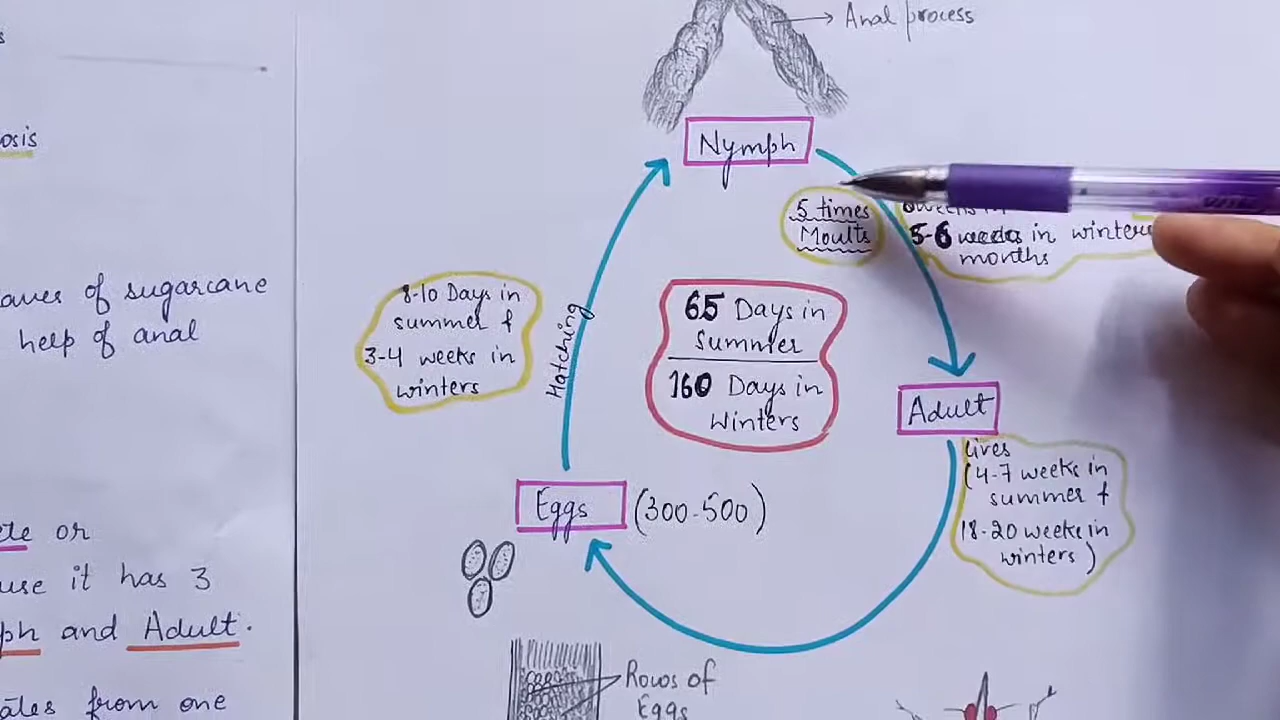 Anal process
osis
Nymph
5 times
Moults
5-6 weeks in winters
months
aves of sugarcane
help of anal
8-10 Days in
summer &
3-4 weeks in
winters
Hatching
65 Days in
Summer
160 Days in
Winters
Adult
Lives
(4-7 weeks in
summer &
18-20 weeks in
winters)
Eggs (300-500)
ete or
use it has 3
ph and Adult.
ates from one
Rows of
Eggs